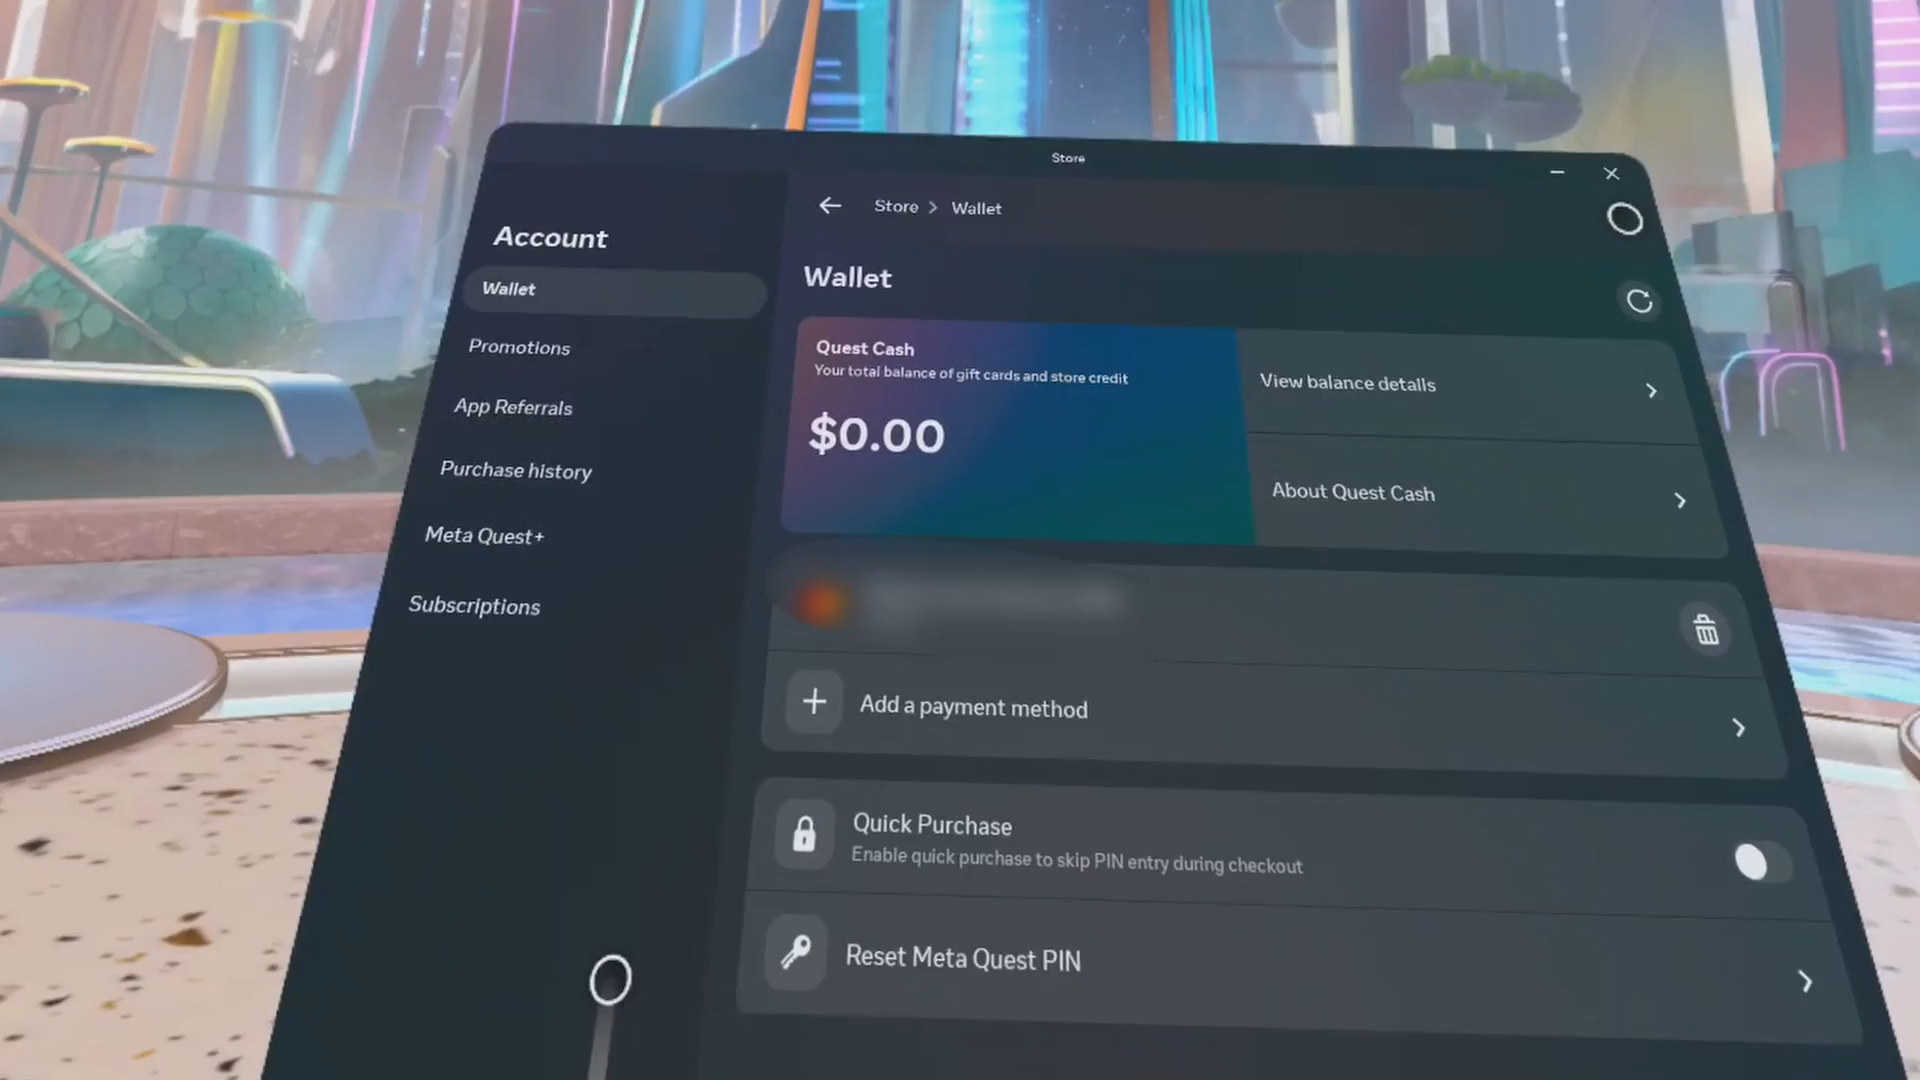 Store
Store > Wallet
Account
Wallet
Promotions
App Referrals
Purchase history
Meta Quest+
Subscriptions
Wallet
Quest Cash
Your total balance of gift cards and store credit
$0.00
View balance details
About Quest Cash
Add a payment method
Quick Purchase
Enable quick purchase to skip PIN entry during checkout
Reset Meta Quest PIN